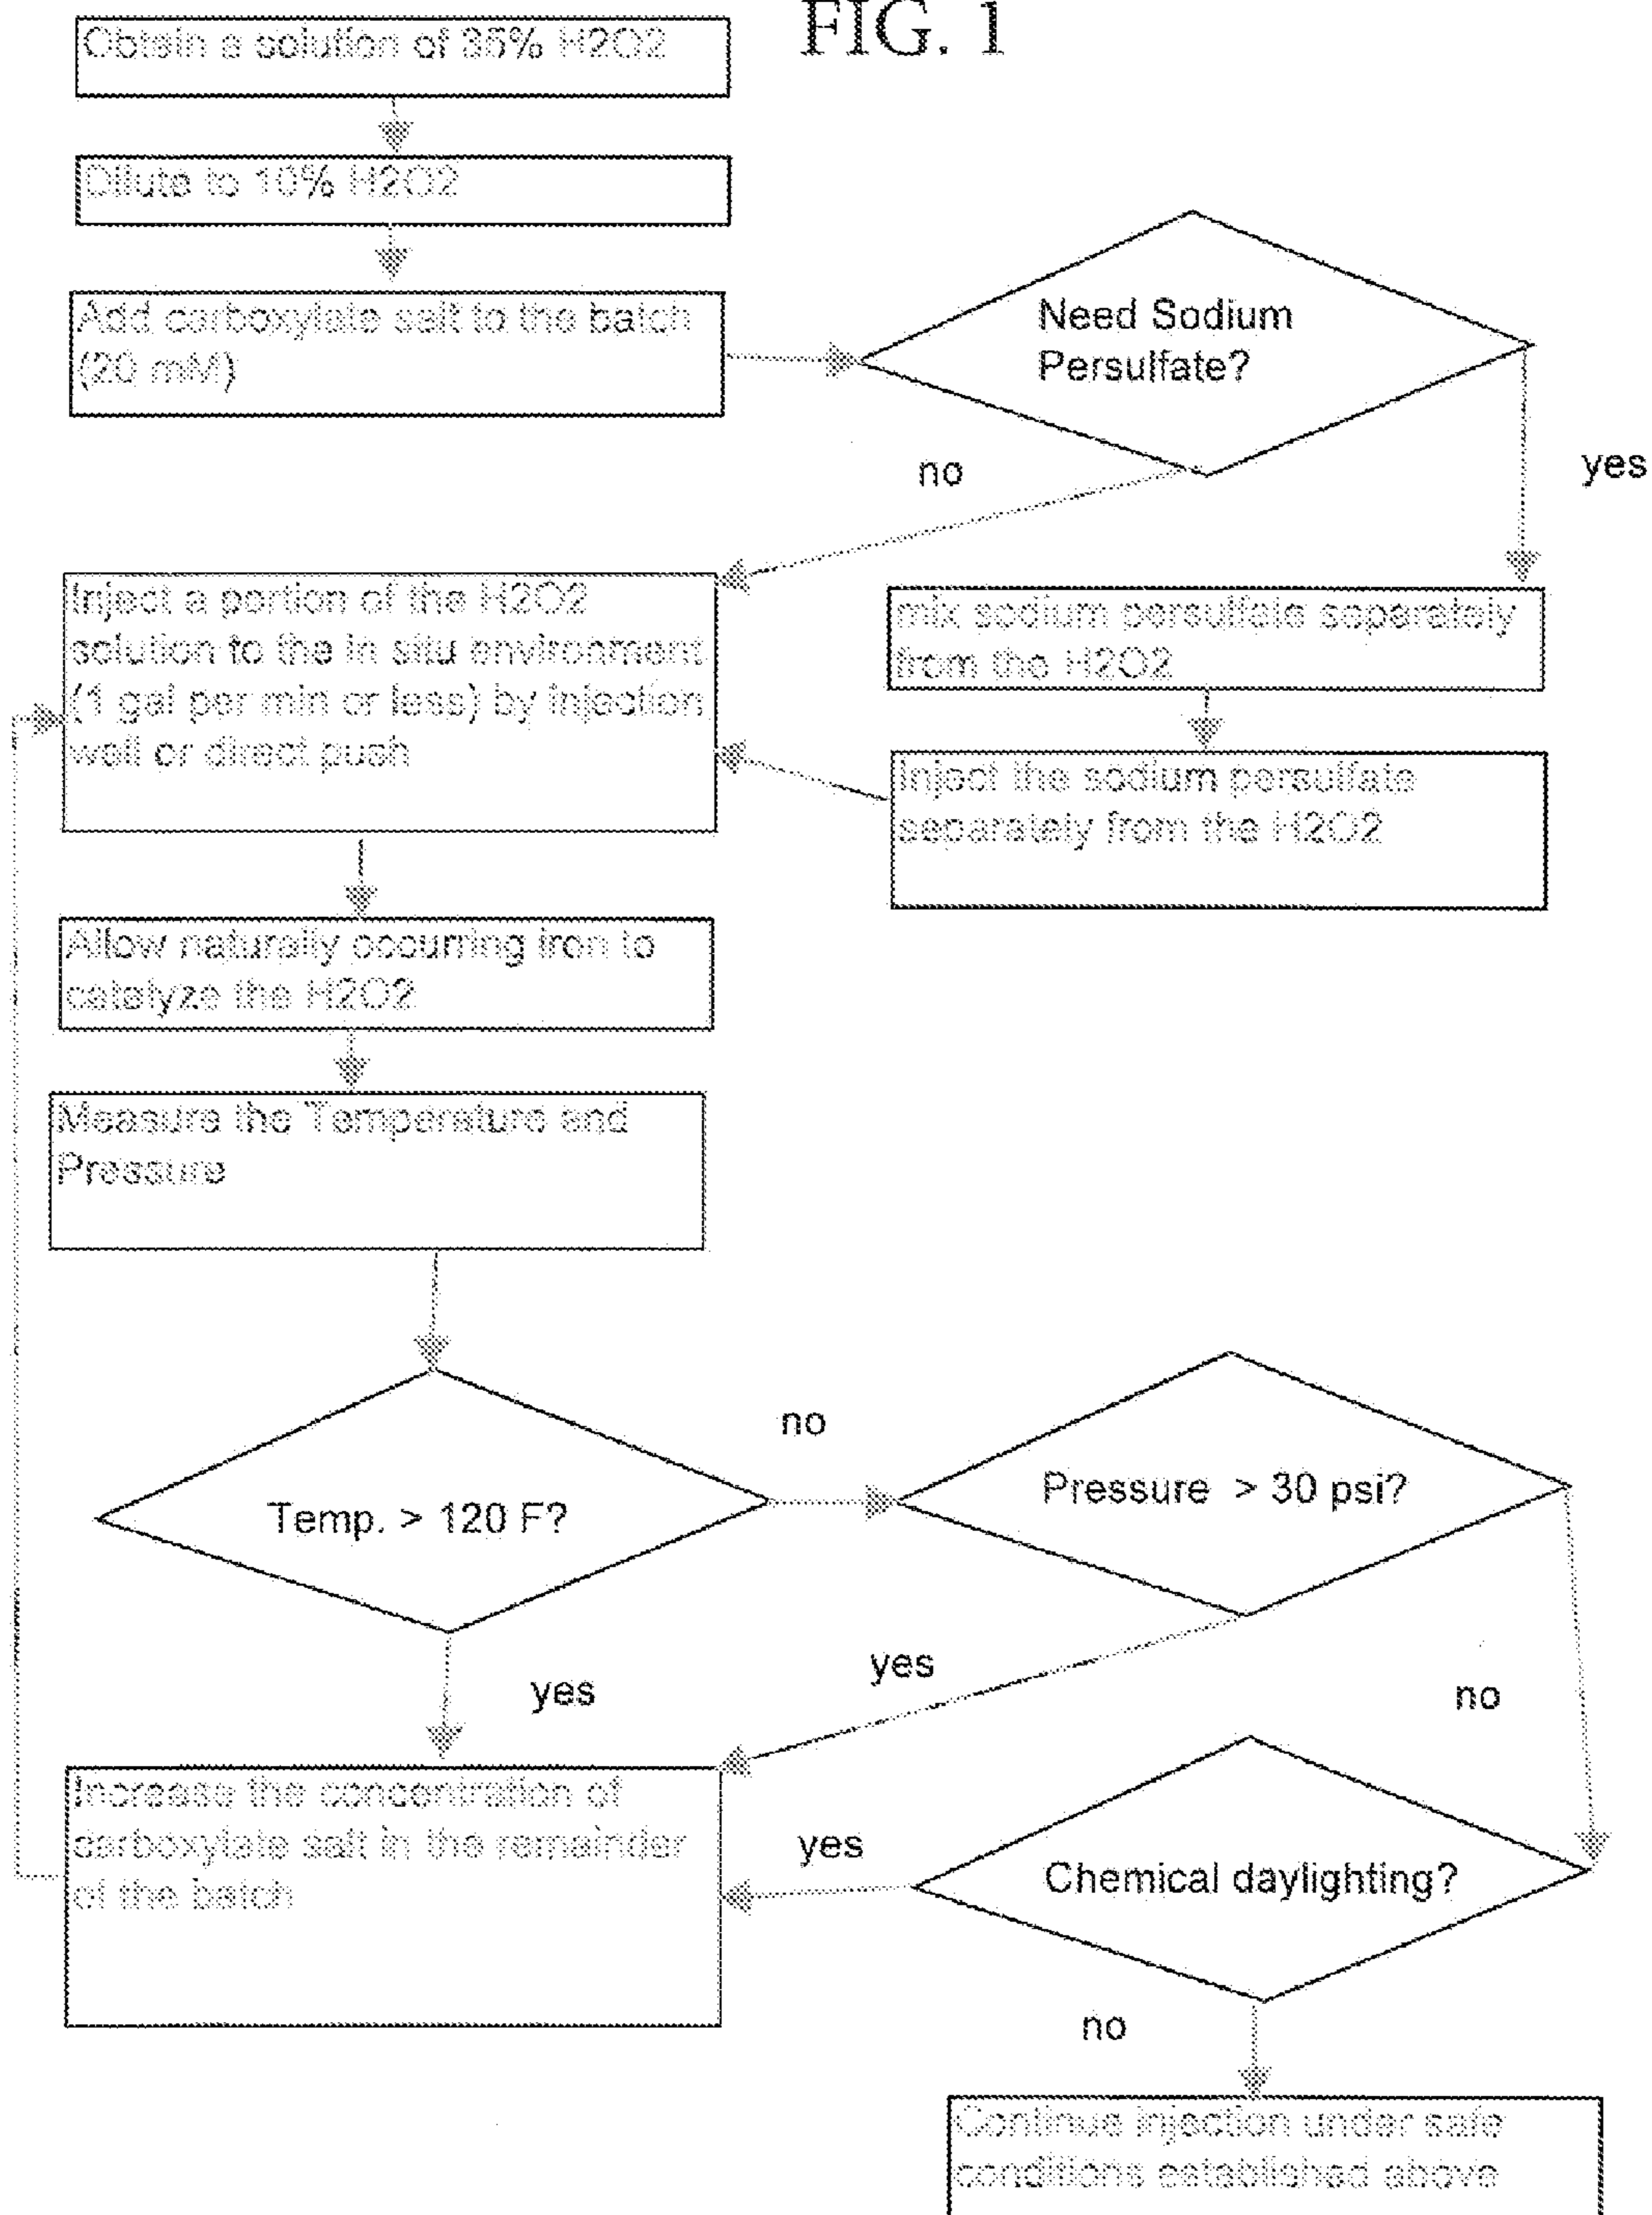 FIG. 1
Obtain a solution of 35% H2O2
Dilute to 10% H2O2
Add carboxylate salt to the batch
(20 mM)
Need Sodium
Persulfate?
no
yes
Inject a portion of the H2O2
solution to the in situ environment
(1 gal per min or less) by injection
well or direct push
mix sodium persulfate separately
from the H2O2
Inject the sodium persulfate
separately from the H2O2
Allow naturally occurring iron to
catalyze the H2O2
Measure the Temperature and
Pressure
Temp. > 120 F?
no
Pressure > 30 psi?
yes
yes
no
Increase the concentration of
carboxylate salt in the remainder
of the batch
yes
Chemical daylighting?
no
Continue injection under safe
conditions established above